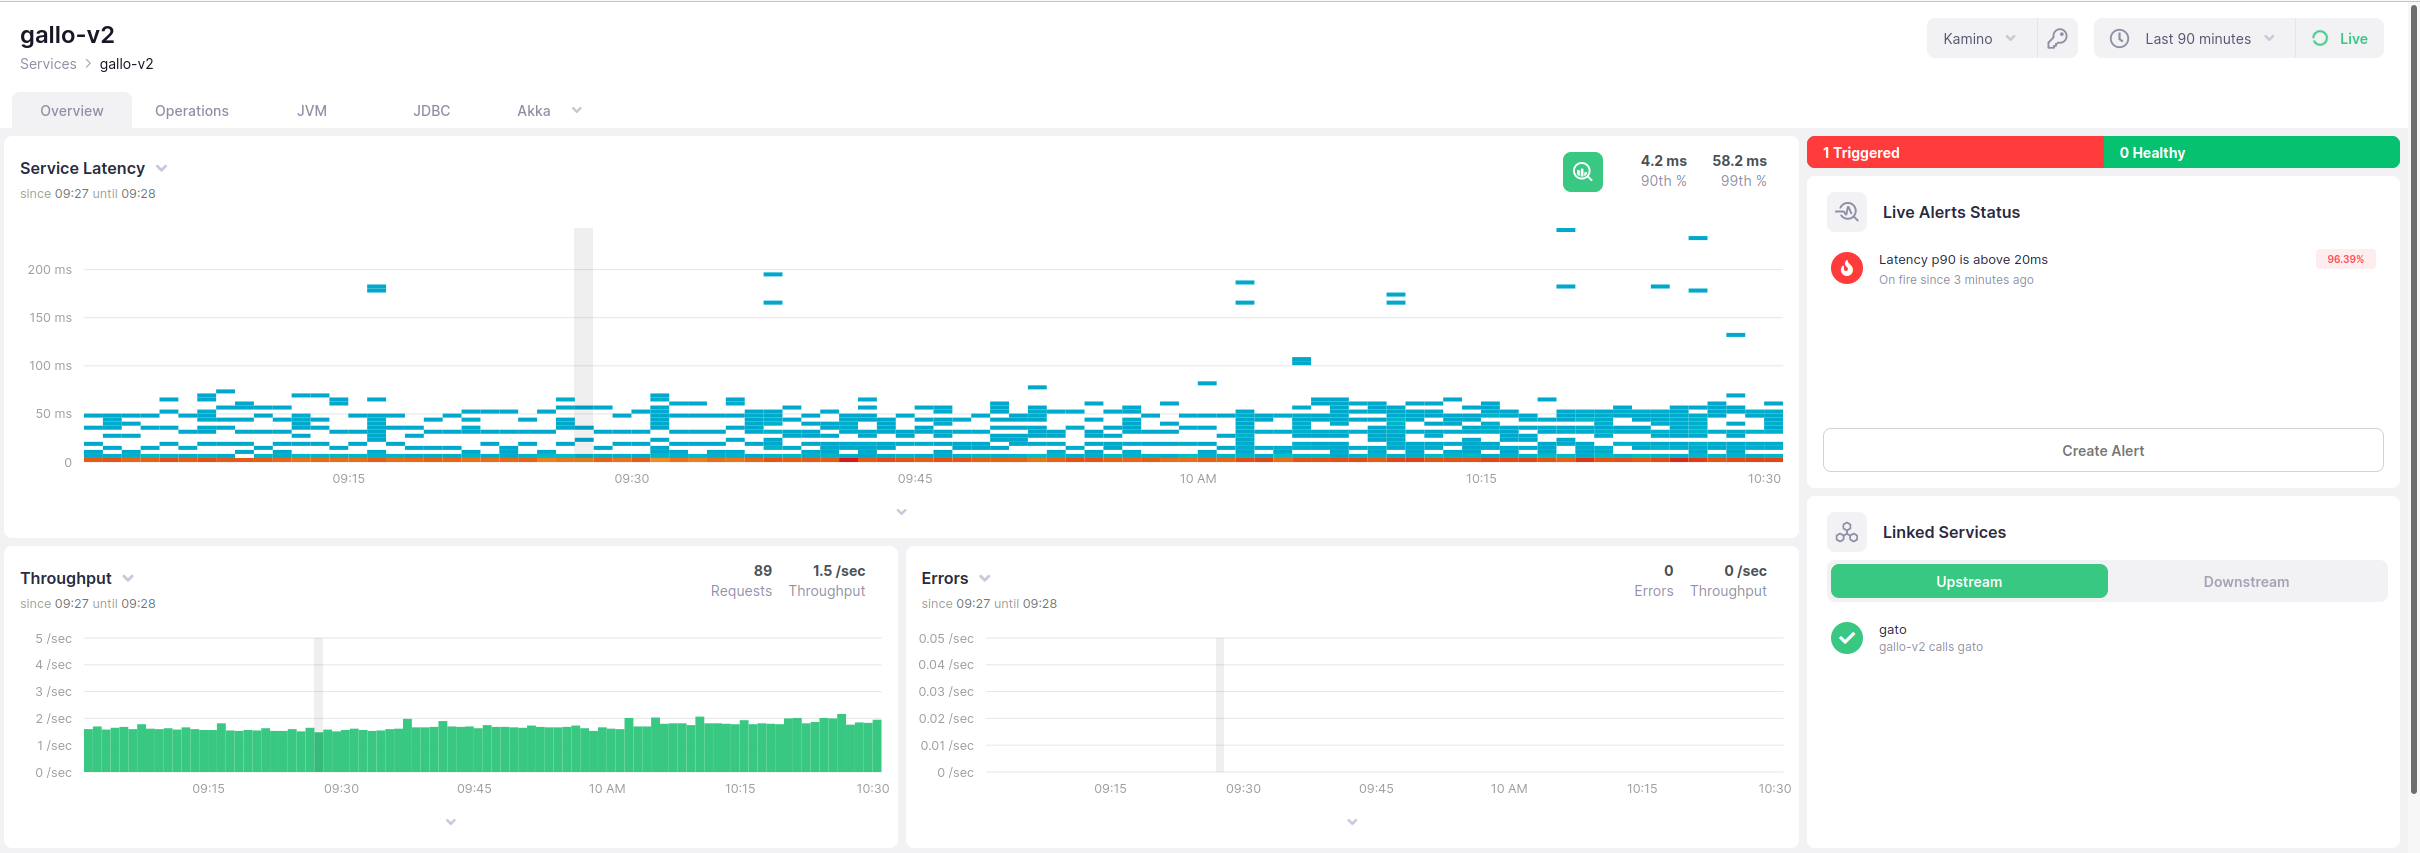 gallo-v2
Services > gallo-v2
Kamino
Last 90 minutes
Live
Overview
Operations
JVM
JDBC
Akka
Service Latency
since 09:27 until 09:28
4.2 ms
90th %
58.2 ms
99th %
200 ms
150 ms
100 ms
50 ms
0
09:15
09:30
09:45
10 AM
10:15
10:30
Throughput
since 09:27 until 09:28
89
Requests
1.5 /sec
Throughput
5 /sec
4 /sec
3 /sec
2 /sec
1 /sec
0 /sec
09:15
09:30
09:45
10 AM
10:15
10:30
Errors
since 09:27 until 09:28
0
Errors
0 /sec
Throughput
0.05 /sec
0.04 /sec
0.03 /sec
0.02 /sec
0.01 /sec
0 /sec
09:15
09:30
09:45
10 AM
10:15
10:30
1 Triggered
0 Healthy
Live Alerts Status
Latency p90 is above 20ms
On fire since 3 minutes ago
96.39%
Create Alert
Linked Services
Upstream
Downstream
gato
gallo-v2 calls gato